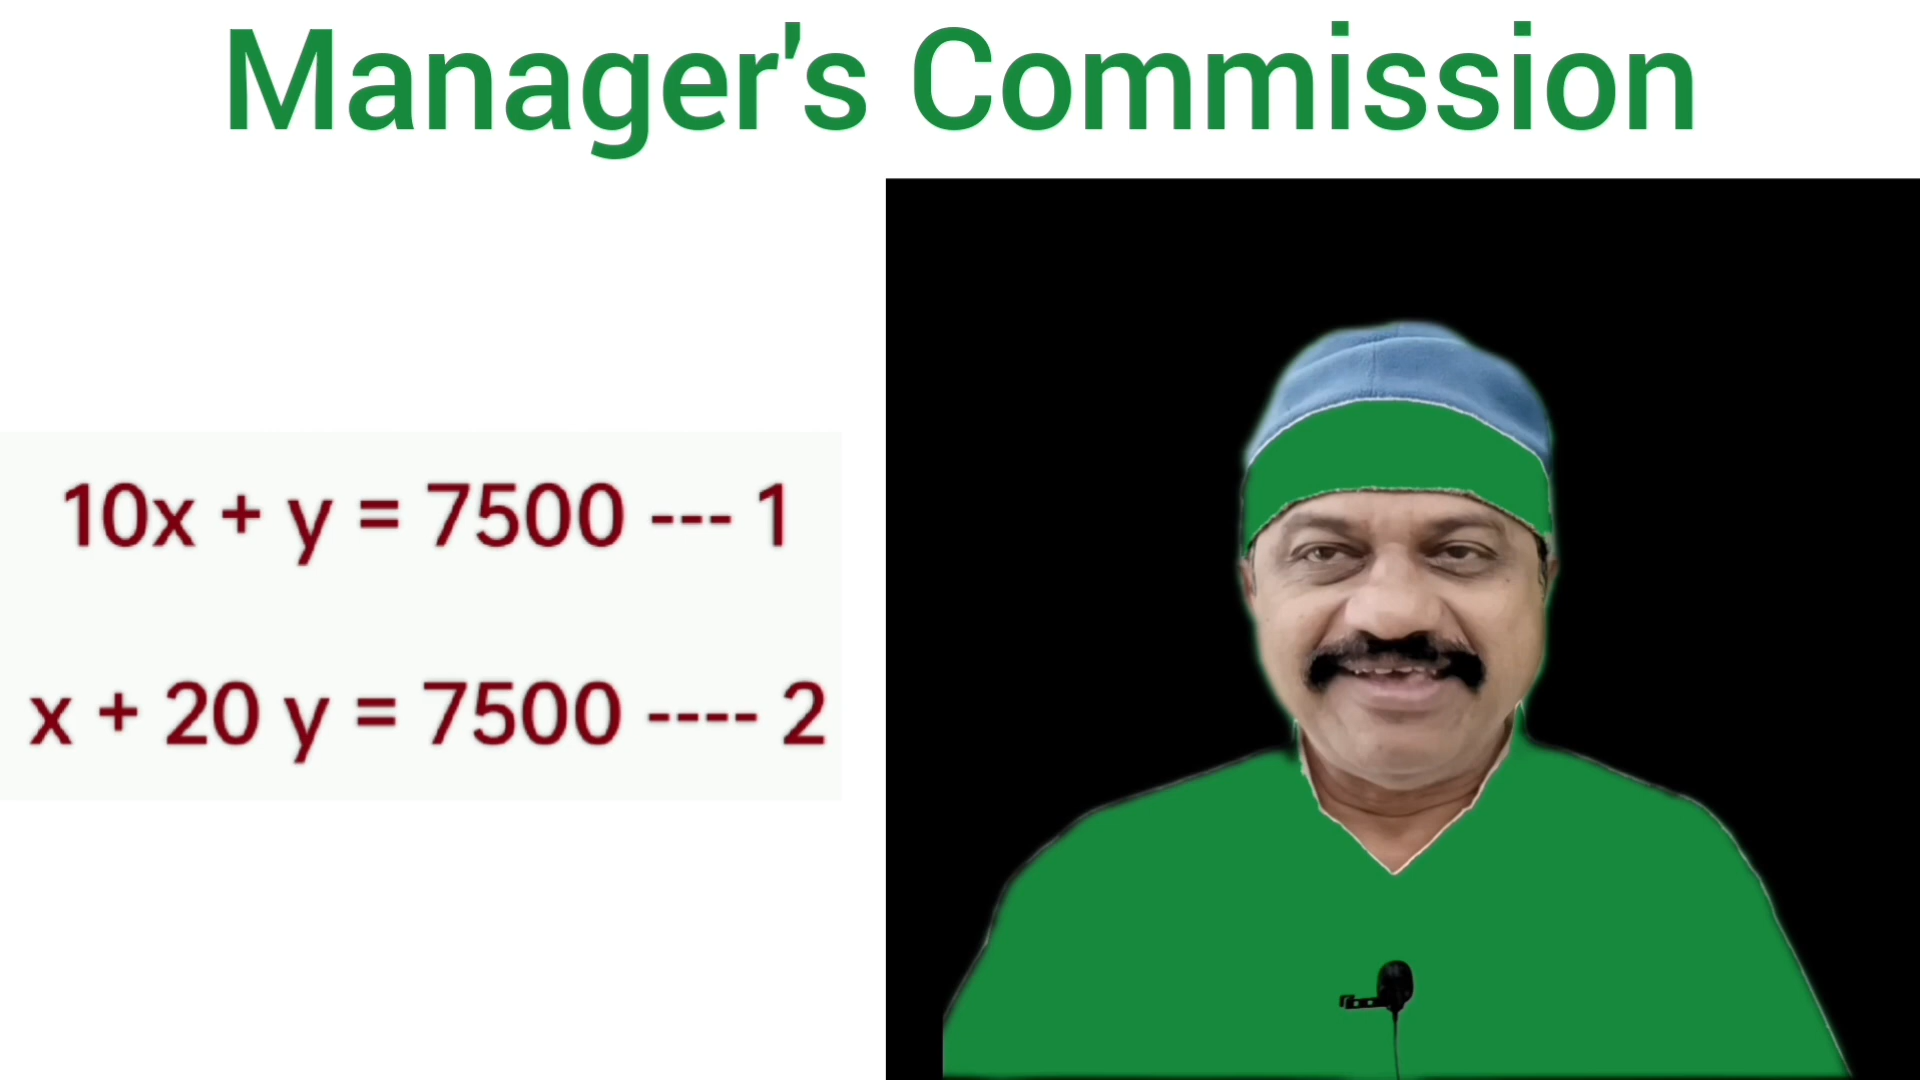 Manager's Commission
10x + y = 7500 --- 1
x + 20 y = 7500 ---- 2